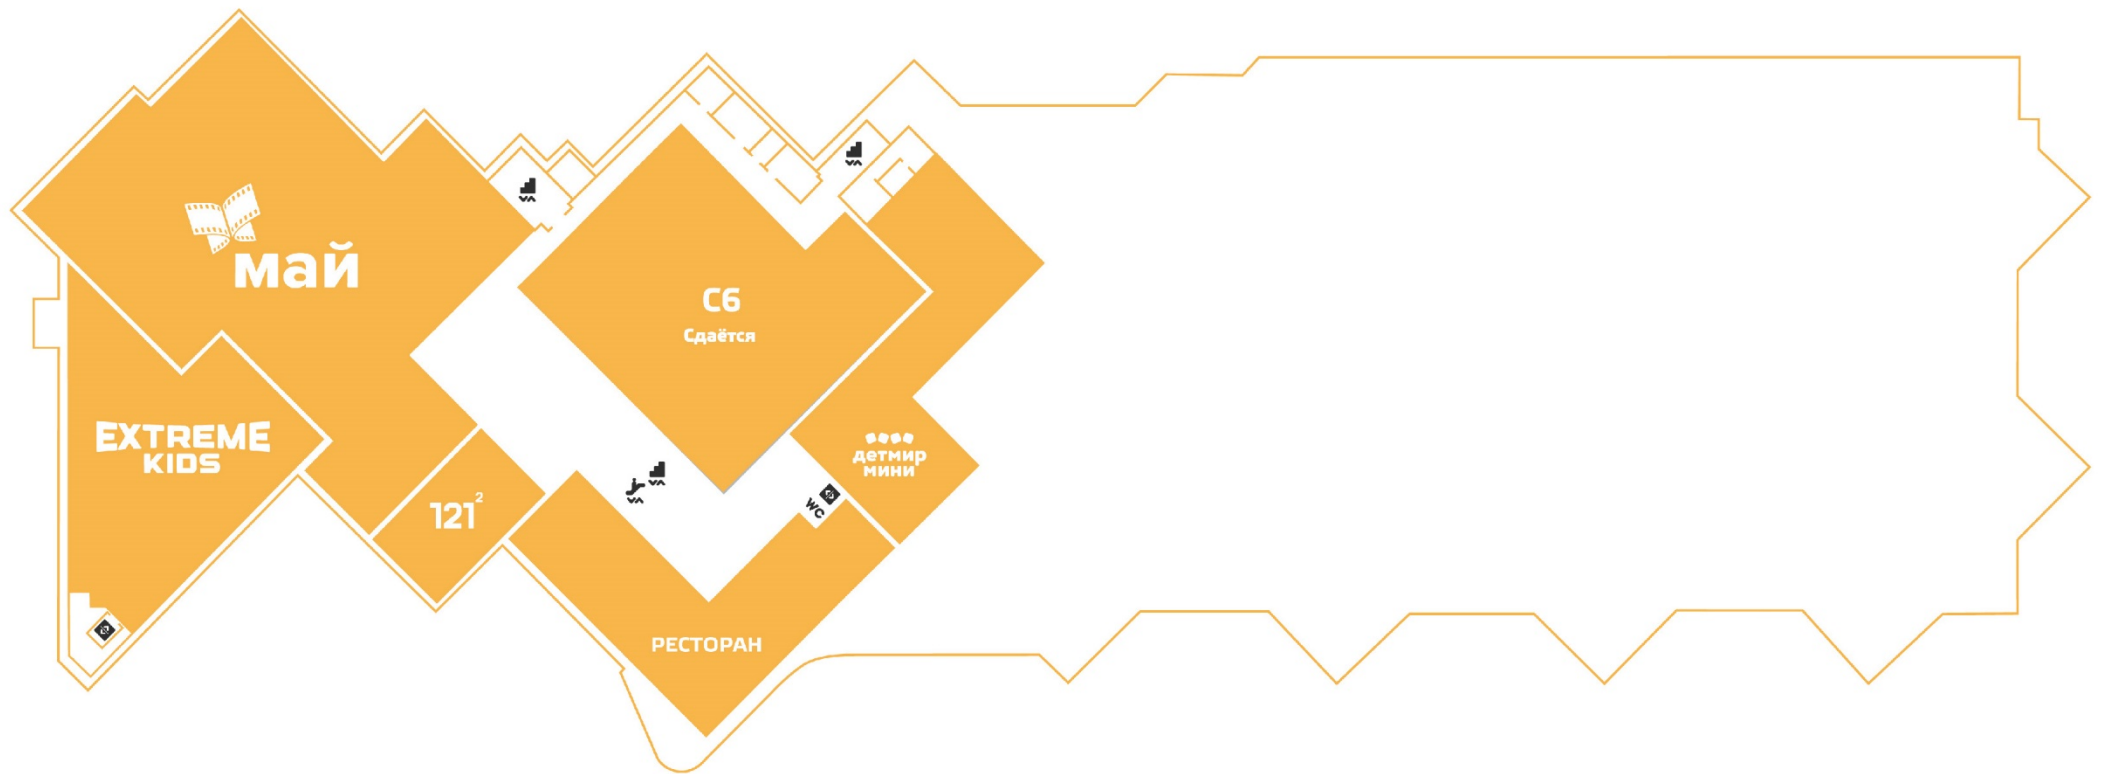 май
EXTREME
KIDS
121²
С6
Сдаётся
детмир
мини
WC
РЕСТОРАН